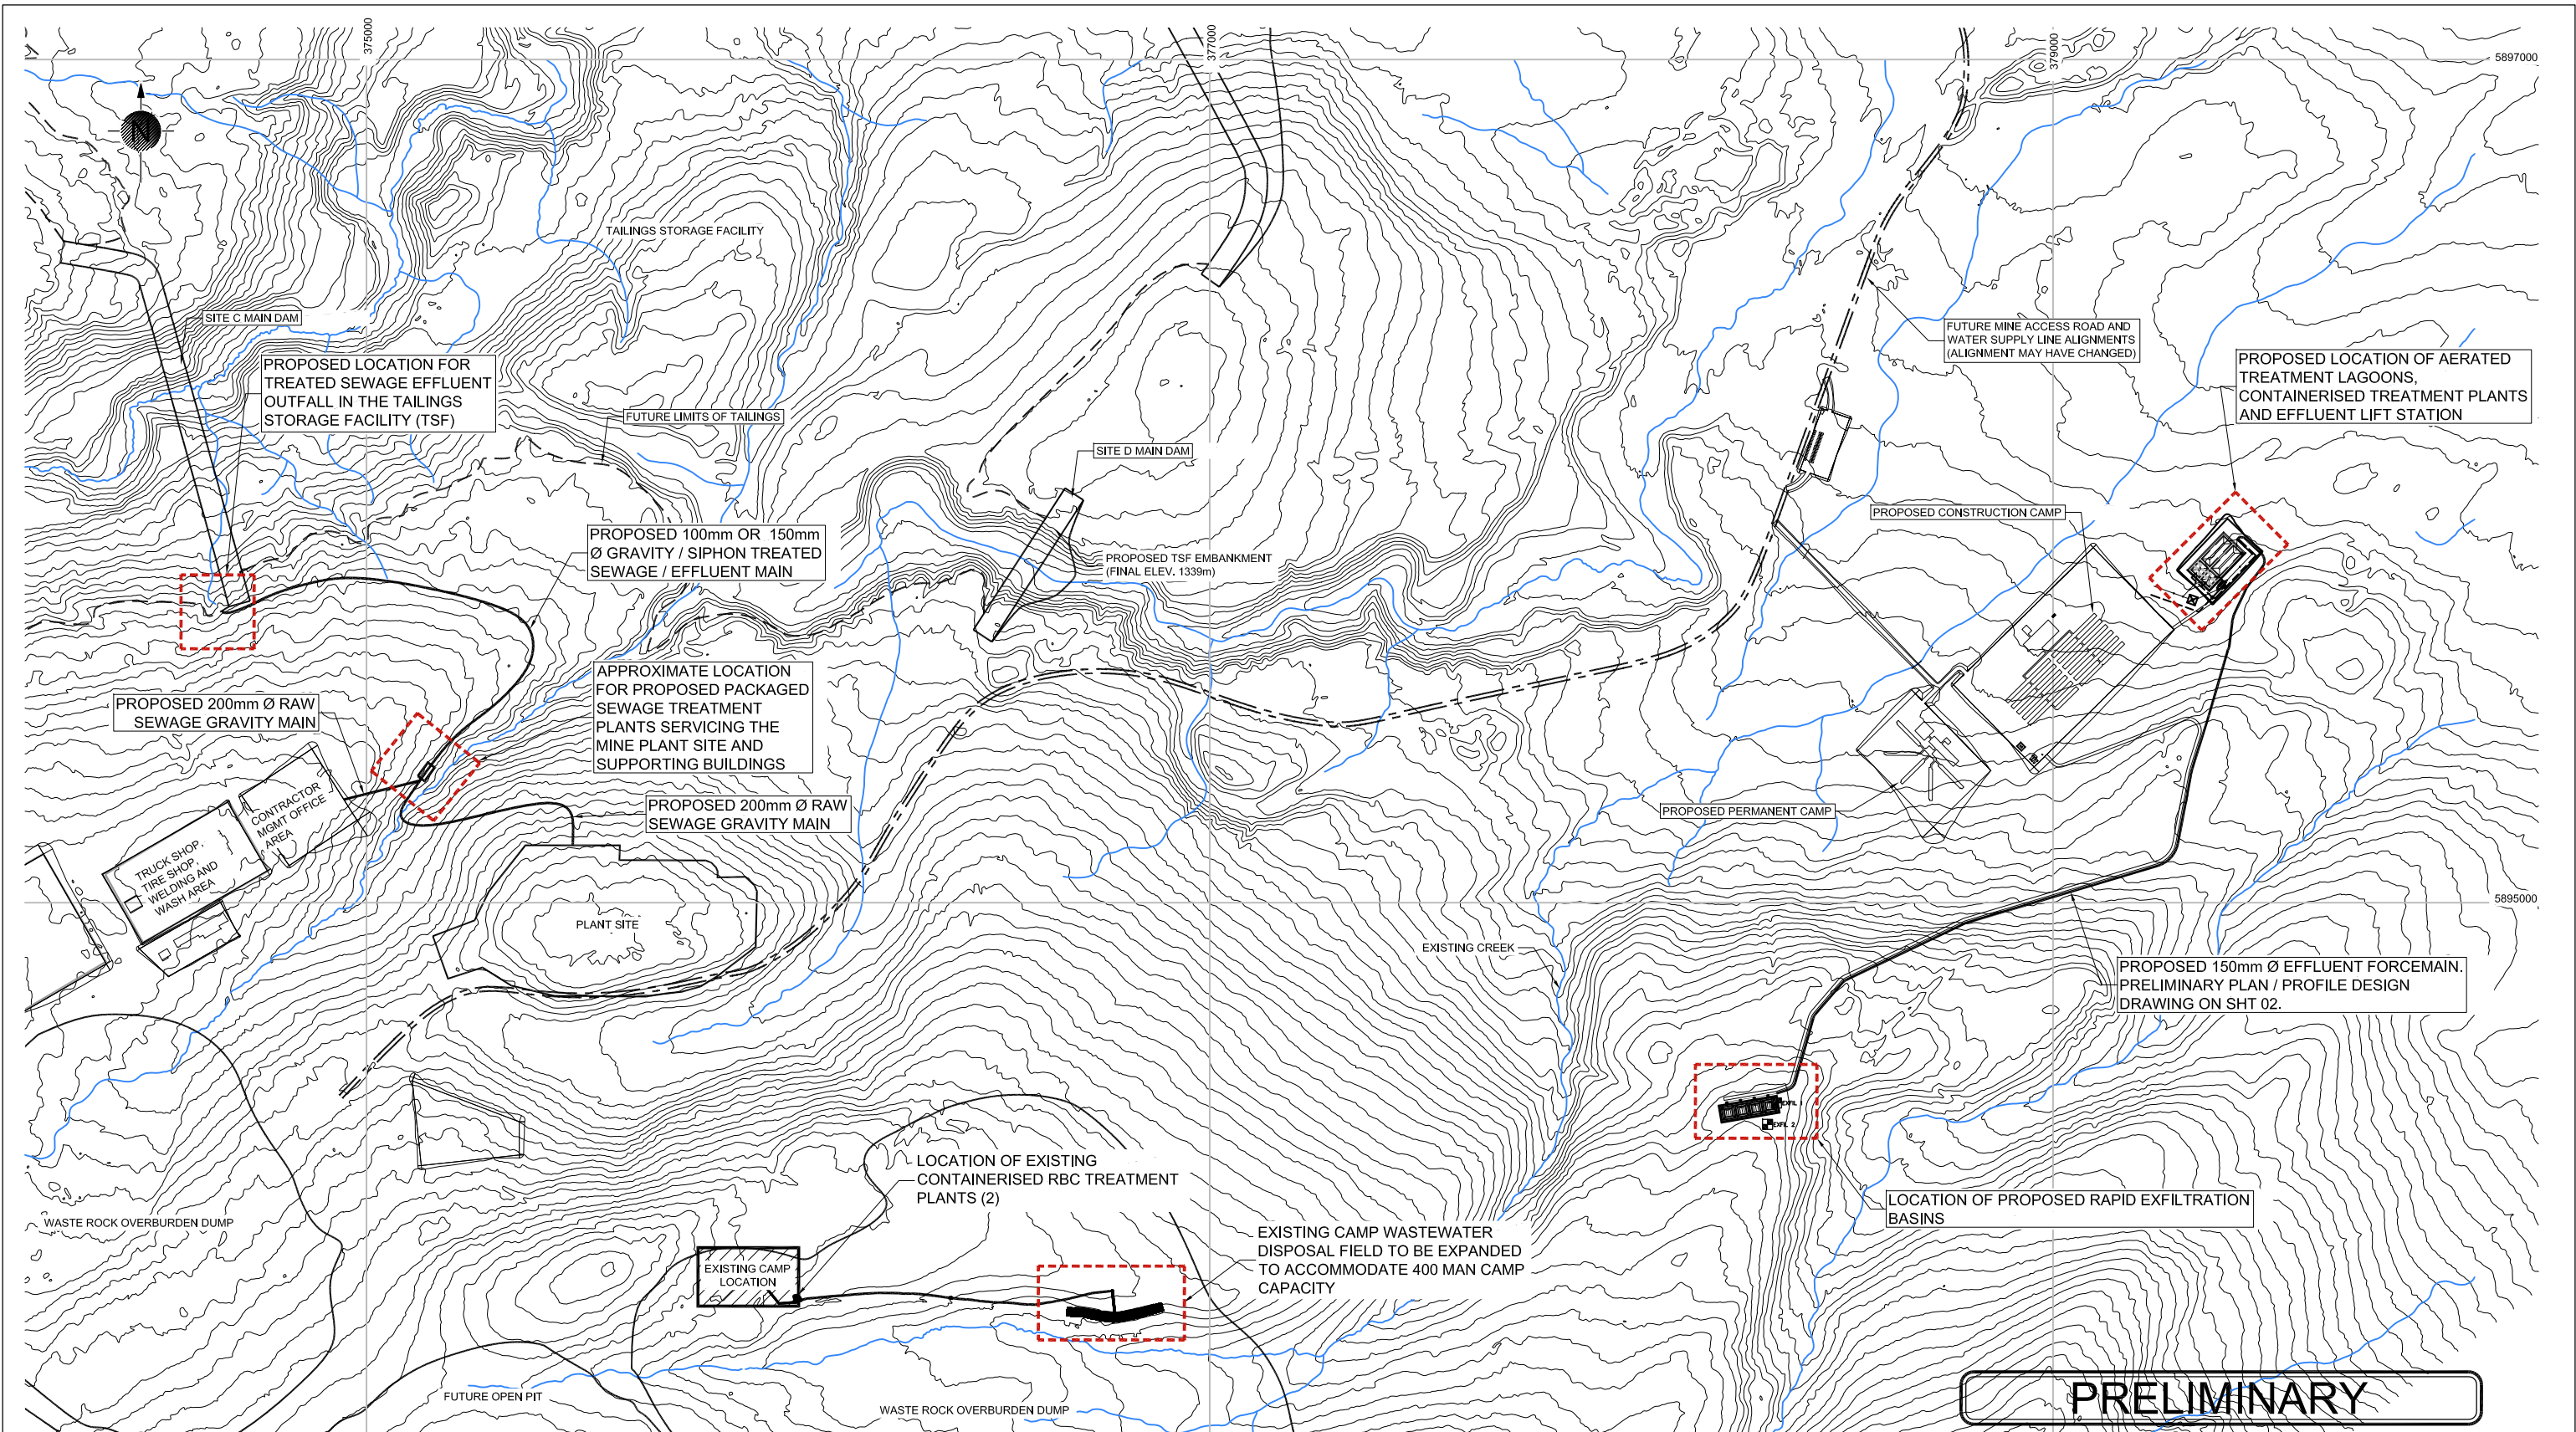 375000
377000
379000
5897000
N
TAILINGS STORAGE FACILITY
SITE C MAIN DAM
PROPOSED LOCATION FOR
TREATED SEWAGE EFFLUENT
OUTFALL IN THE TAILINGS
STORAGE FACILITY (TSF)
FUTURE LIMITS OF TAILINGS
SITE D MAIN DAM
FUTURE MINE ACCESS ROAD AND
WATER SUPPLY LINE ALIGNMENTS
(ALIGNMENT MAY HAVE CHANGED)
PROPOSED LOCATION OF AERATED
TREATMENT LAGOONS,
CONTAINERISED TREATMENT PLANTS
AND EFFLUENT LIFT STATION
PROPOSED CONSTRUCTION CAMP
PROPOSED 100mm OR 150mm
Ø GRAVITY / SIPHON TREATED
SEWAGE / EFFLUENT MAIN
PROPOSED TSF EMBANKMENT
(FINAL ELEV. 1339m)
APPROXIMATE LOCATION
FOR PROPOSED PACKAGED
SEWAGE TREATMENT
PLANTS SERVICING THE
MINE PLANT SITE AND
SUPPORTING BUILDINGS
PROPOSED 200mm Ø RAW
SEWAGE GRAVITY MAIN
PROPOSED 200mm Ø RAW
SEWAGE GRAVITY MAIN
PROPOSED PERMANENT CAMP
CONTRACTOR
MGMT OFFICE
AREA
TRUCK SHOP,
TIRE SHOP,
WELDING AND
WASH AREA
PLANT SITE
5895000
EXISTING CREEK
PROPOSED 150mm Ø EFFLUENT FORCEMAIN.
PRELIMINARY PLAN / PROFILE DESIGN
DRAWING ON SHT 02.
EXFIL 1
EXFIL 2
LOCATION OF EXISTING
CONTAINERISED RBC TREATMENT
PLANTS (2)
LOCATION OF PROPOSED RAPID EXFILTRATION
BASINS
WASTE ROCK OVERBURDEN DUMP
EXISTING CAMP WASTEWATER
DISPOSAL FIELD TO BE EXPANDED
TO ACCOMMODATE 400 MAN CAMP
CAPACITY
EXISTING CAMP
LOCATION
FUTURE OPEN PIT
WASTE ROCK OVERBURDEN DUMP
PRELIMINARY